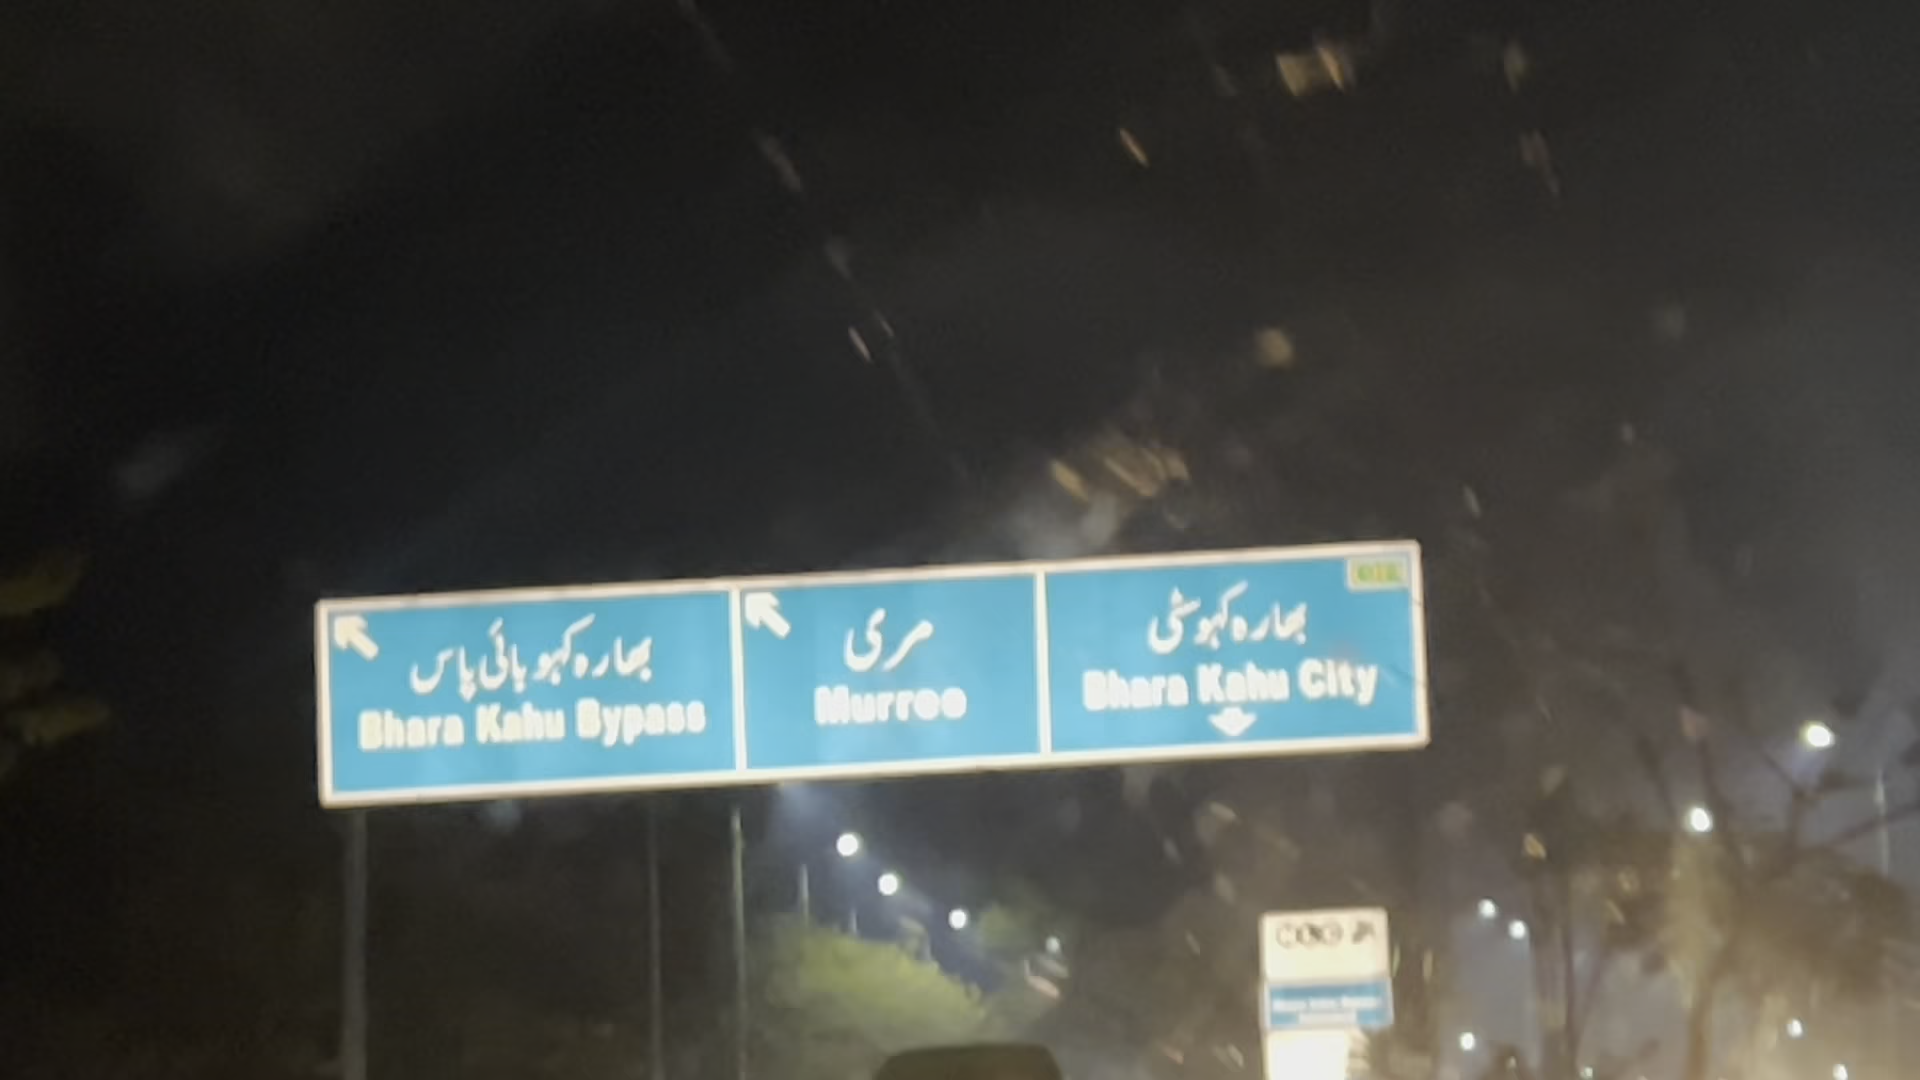 بھارہ کہو بائی پاس
Bhara Kahu Bypass
مری
Murree
بھارہ کہو سٹی
Bhara Kahu City